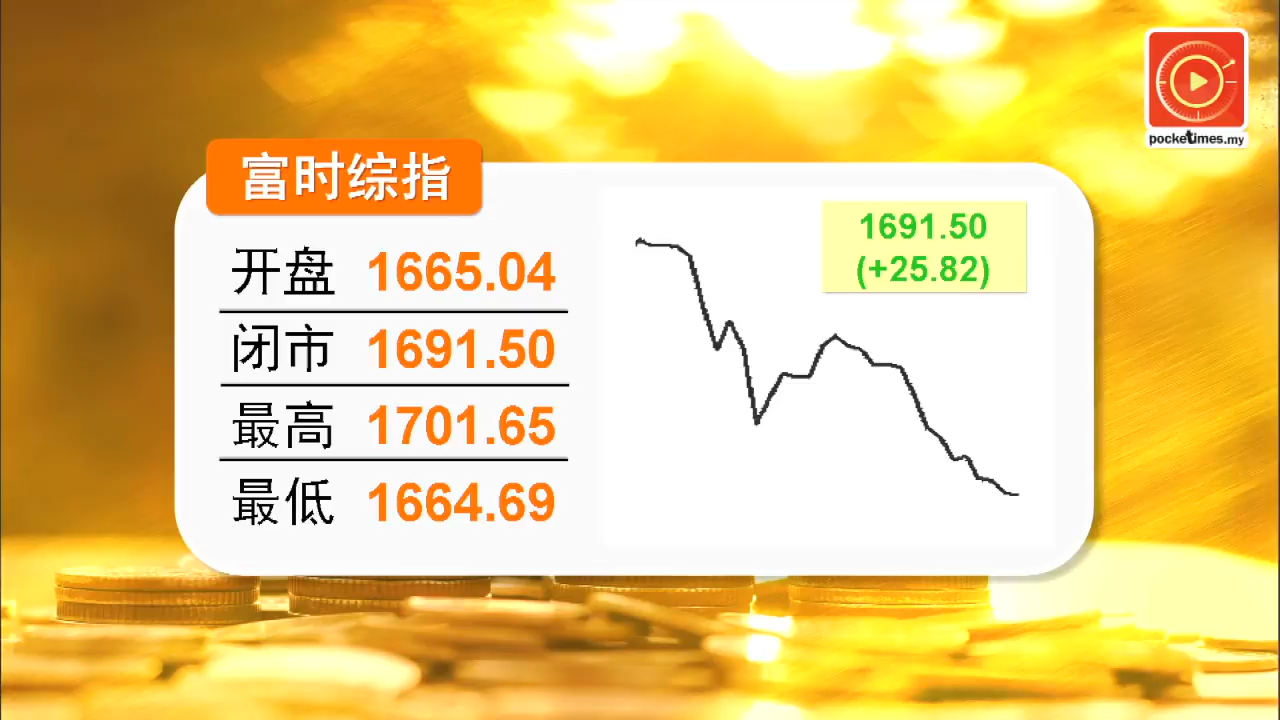 pocketimes.my
富时综指
开盘 1665.04
闭市 1691.50
最高 1701.65
最低 1664.69
1691.50
(+25.82)